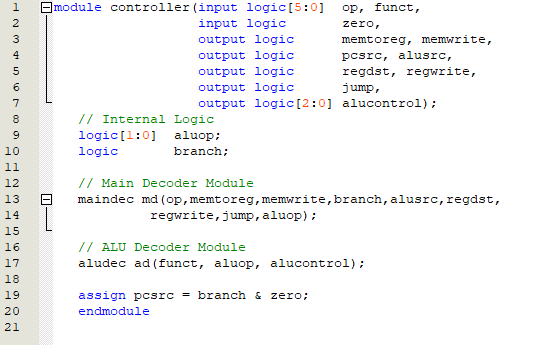 1 module controller(input logic[5:0] op, funct,
2 input logic zero,
3 output logic memtoreg, memwrite,
4 output logic pcsrc, alusrc,
5 output logic regdst, regwrite,
6 output logic jump,
7 output logic[2:0] alucontrol);
8 // Internal Logic
9 logic[1:0] aluop;
10 logic branch;
11
12 // Main Decoder Module
13 maindec md(op,memtoreg,memwrite,branch,alusrc,regdst,
14 regwrite,jump,aluop);
15
16 // ALU Decoder Module
17 aludec ad(funct, aluop, alucontrol);
18
19 assign pcsrc = branch & zero;
20 endmodule
21